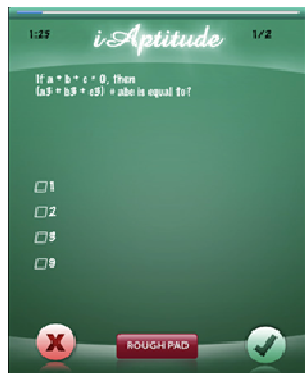 1:25 i Aptitude 1/2
If a + b + c = 0, then
(a3 + b3 + c3) ÷ abc is equal to?
1
2
3
9
X ROUGH PAD